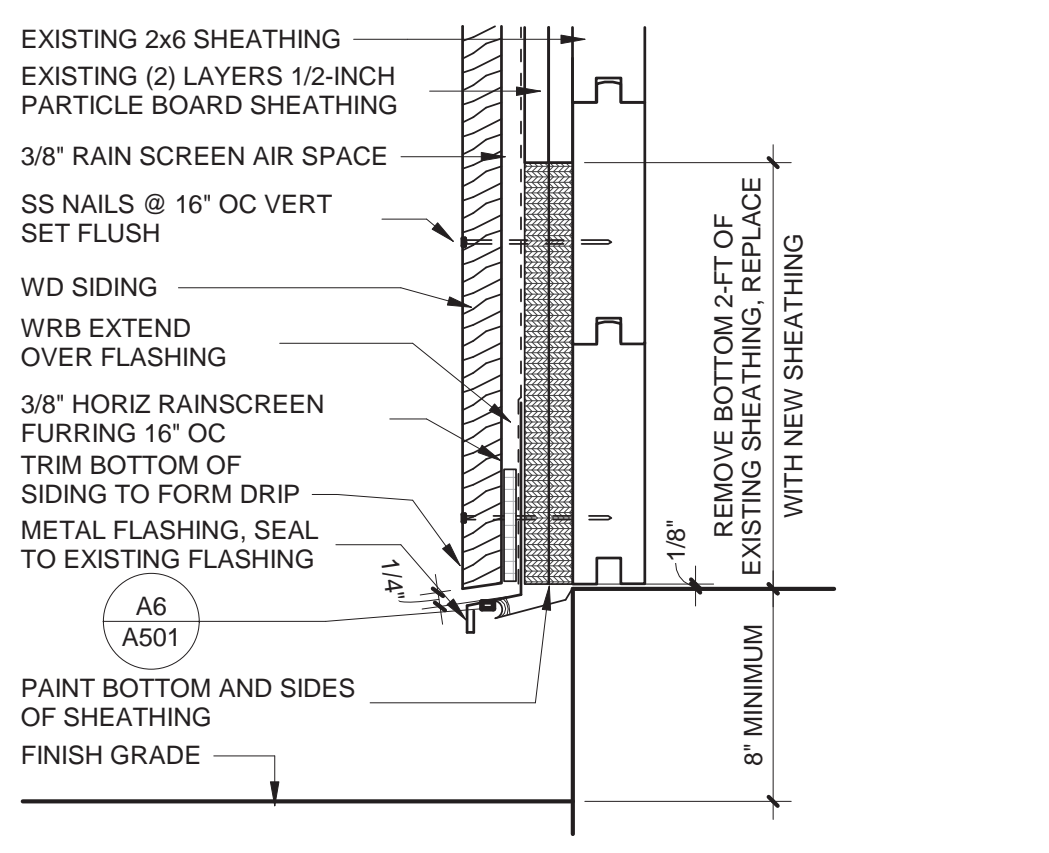 EXISTING 2x6 SHEATHING
EXISTING (2) LAYERS 1/2-INCH
PARTICLE BOARD SHEATHING
3/8" RAIN SCREEN AIR SPACE
SS NAILS @ 16" OC VERT
SET FLUSH
WD SIDING
WRB EXTEND
OVER FLASHING
3/8" HORIZ RAINSCREEN
FURRING 16" OC
TRIM BOTTOM OF
SIDING TO FORM DRIP
METAL FLASHING, SEAL
TO EXISTING FLASHING
A6
A501
PAINT BOTTOM AND SIDES
OF SHEATHING
FINISH GRADE
1/4"
1/8"
REMOVE BOTTOM 2-FT OF
EXISTING SHEATHING, REPLACE
WITH NEW SHEATHING
8" MINIMUM